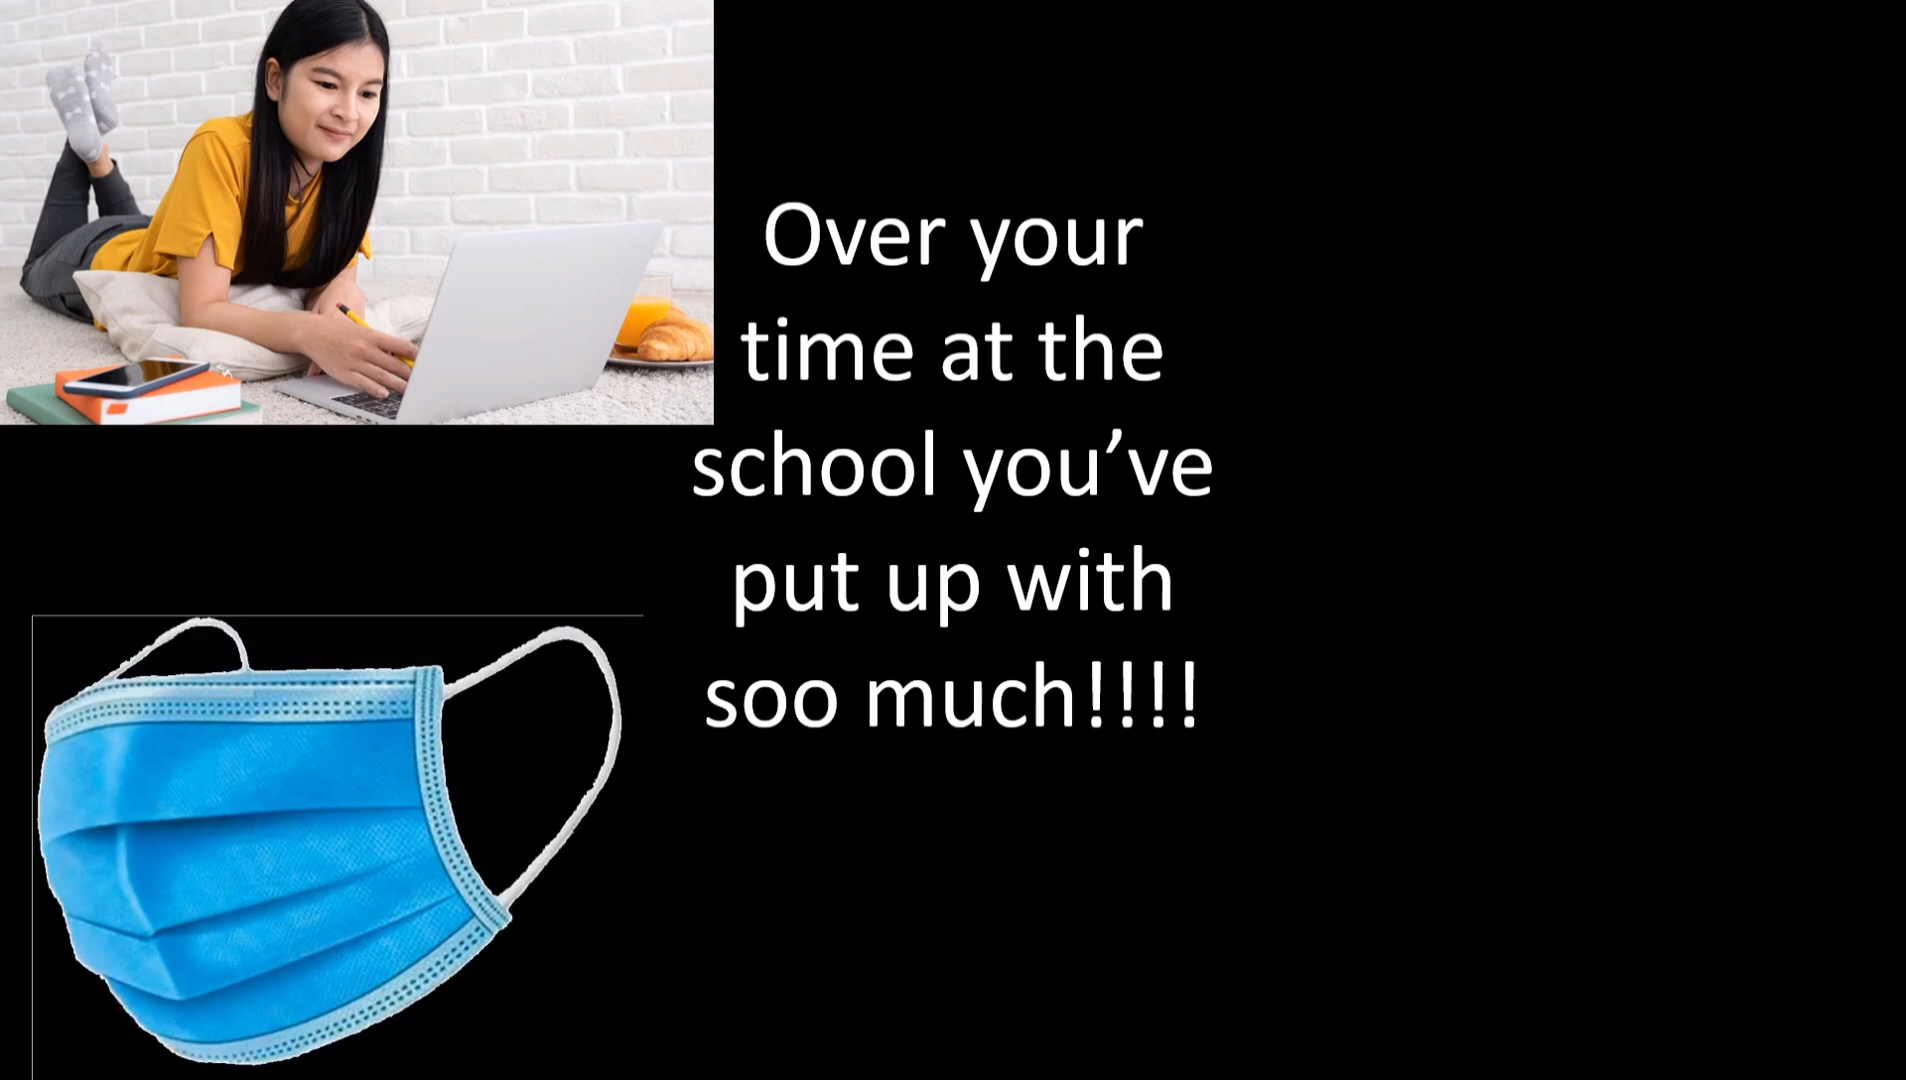 Over your
time at the
school you’ve
put up with
soo much!!!!